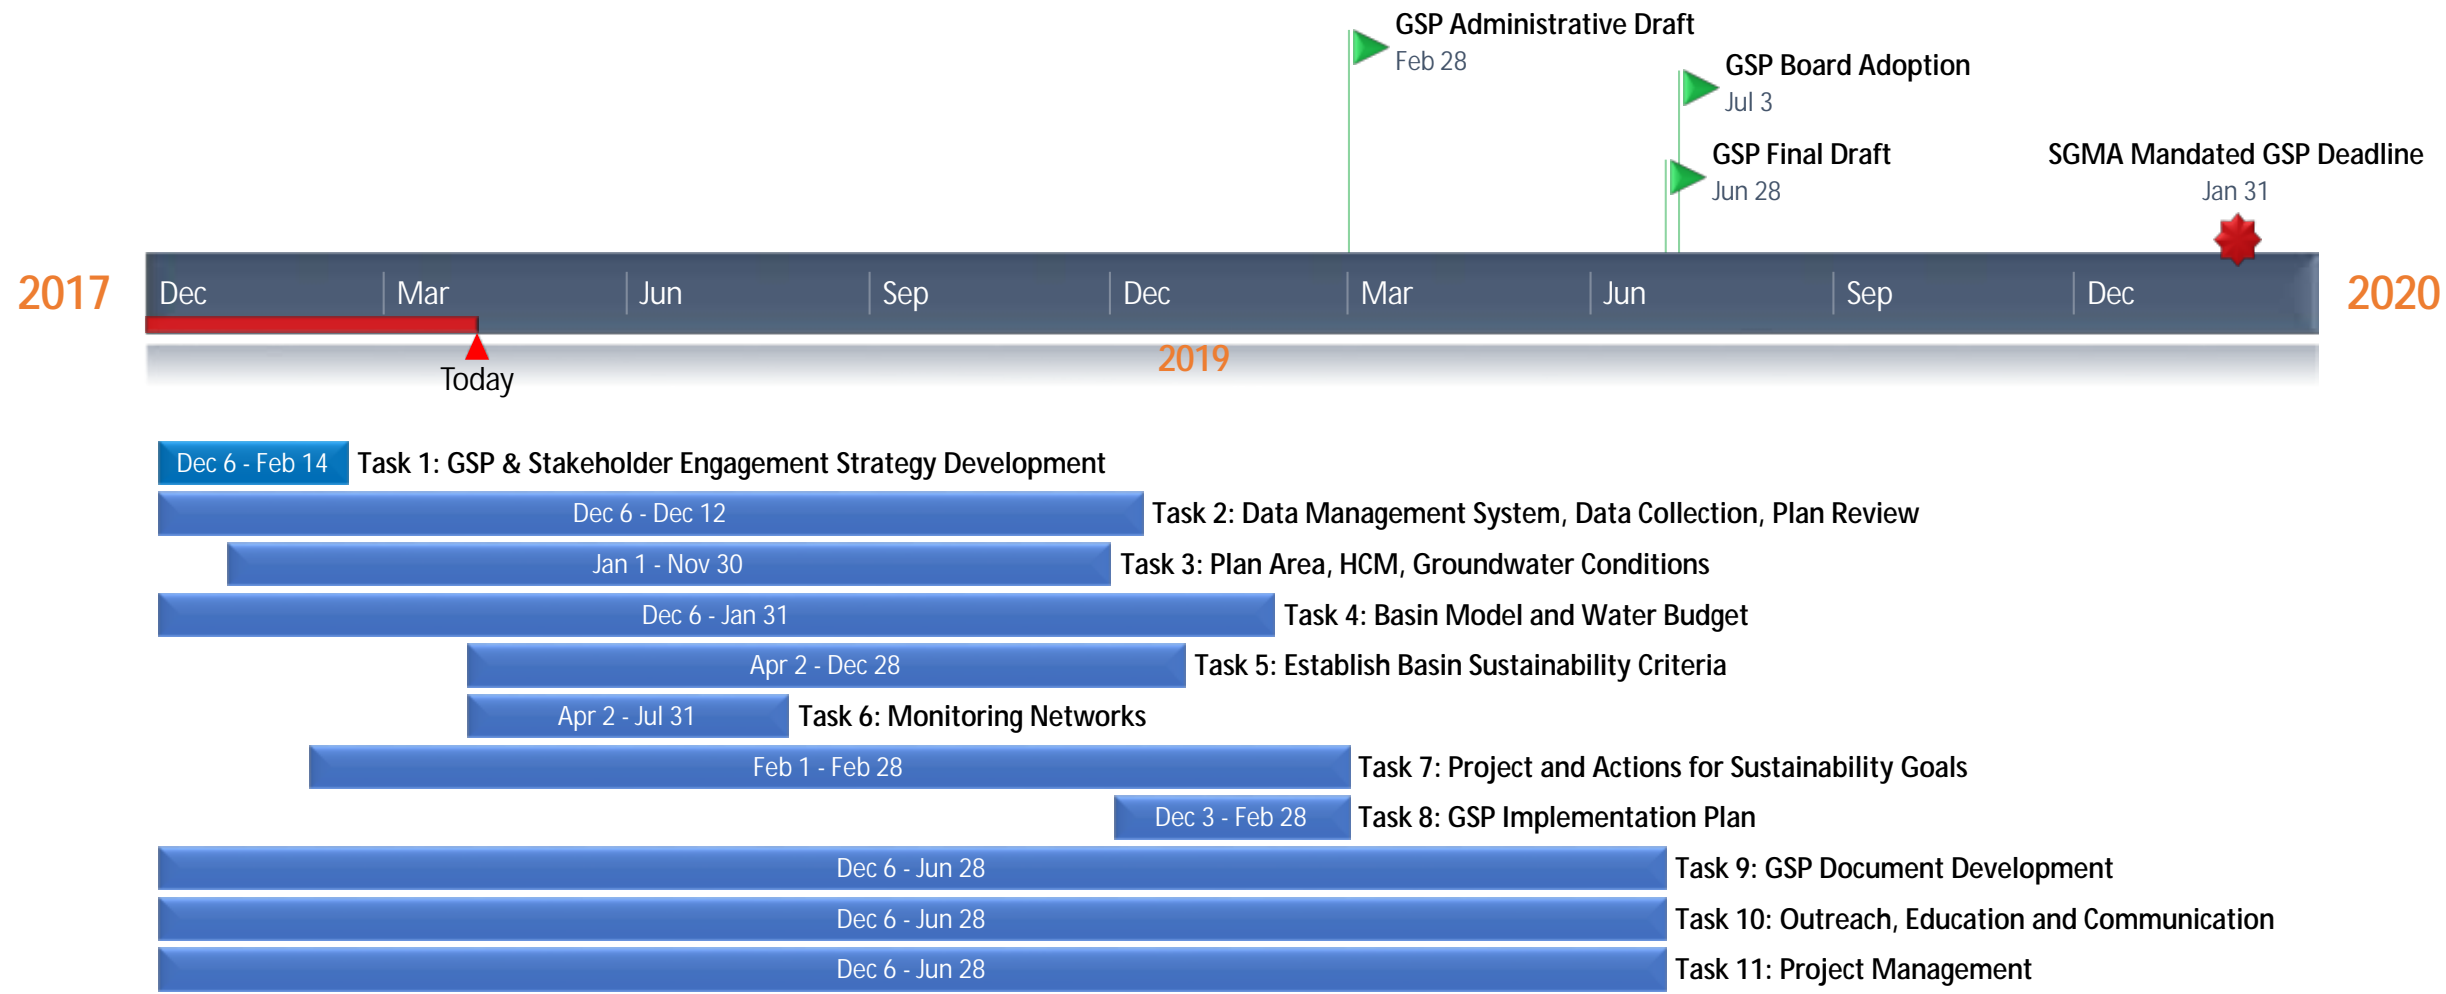 GSP Administrative Draft
Feb 28
GSP Board Adoption
Jul 3
GSP Final Draft
Jun 28
SGMA Mandated GSP Deadline
Jan 31
2017 Dec Mar Jun Sep Dec Mar Jun Sep Dec 2020
2019
Today
Dec 6 - Feb 14 Task 1: GSP & Stakeholder Engagement Strategy Development
Dec 6 - Dec 12 Task 2: Data Management System, Data Collection, Plan Review
Jan 1 - Nov 30 Task 3: Plan Area, HCM, Groundwater Conditions
Dec 6 - Jan 31 Task 4: Basin Model and Water Budget
Apr 2 - Dec 28 Task 5: Establish Basin Sustainability Criteria
Apr 2 - Jul 31 Task 6: Monitoring Networks
Feb 1 - Feb 28 Task 7: Project and Actions for Sustainability Goals
Dec 3 - Feb 28 Task 8: GSP Implementation Plan
Dec 6 - Jun 28 Task 9: GSP Document Development
Dec 6 - Jun 28 Task 10: Outreach, Education and Communication
Dec 6 - Jun 28 Task 11: Project Management